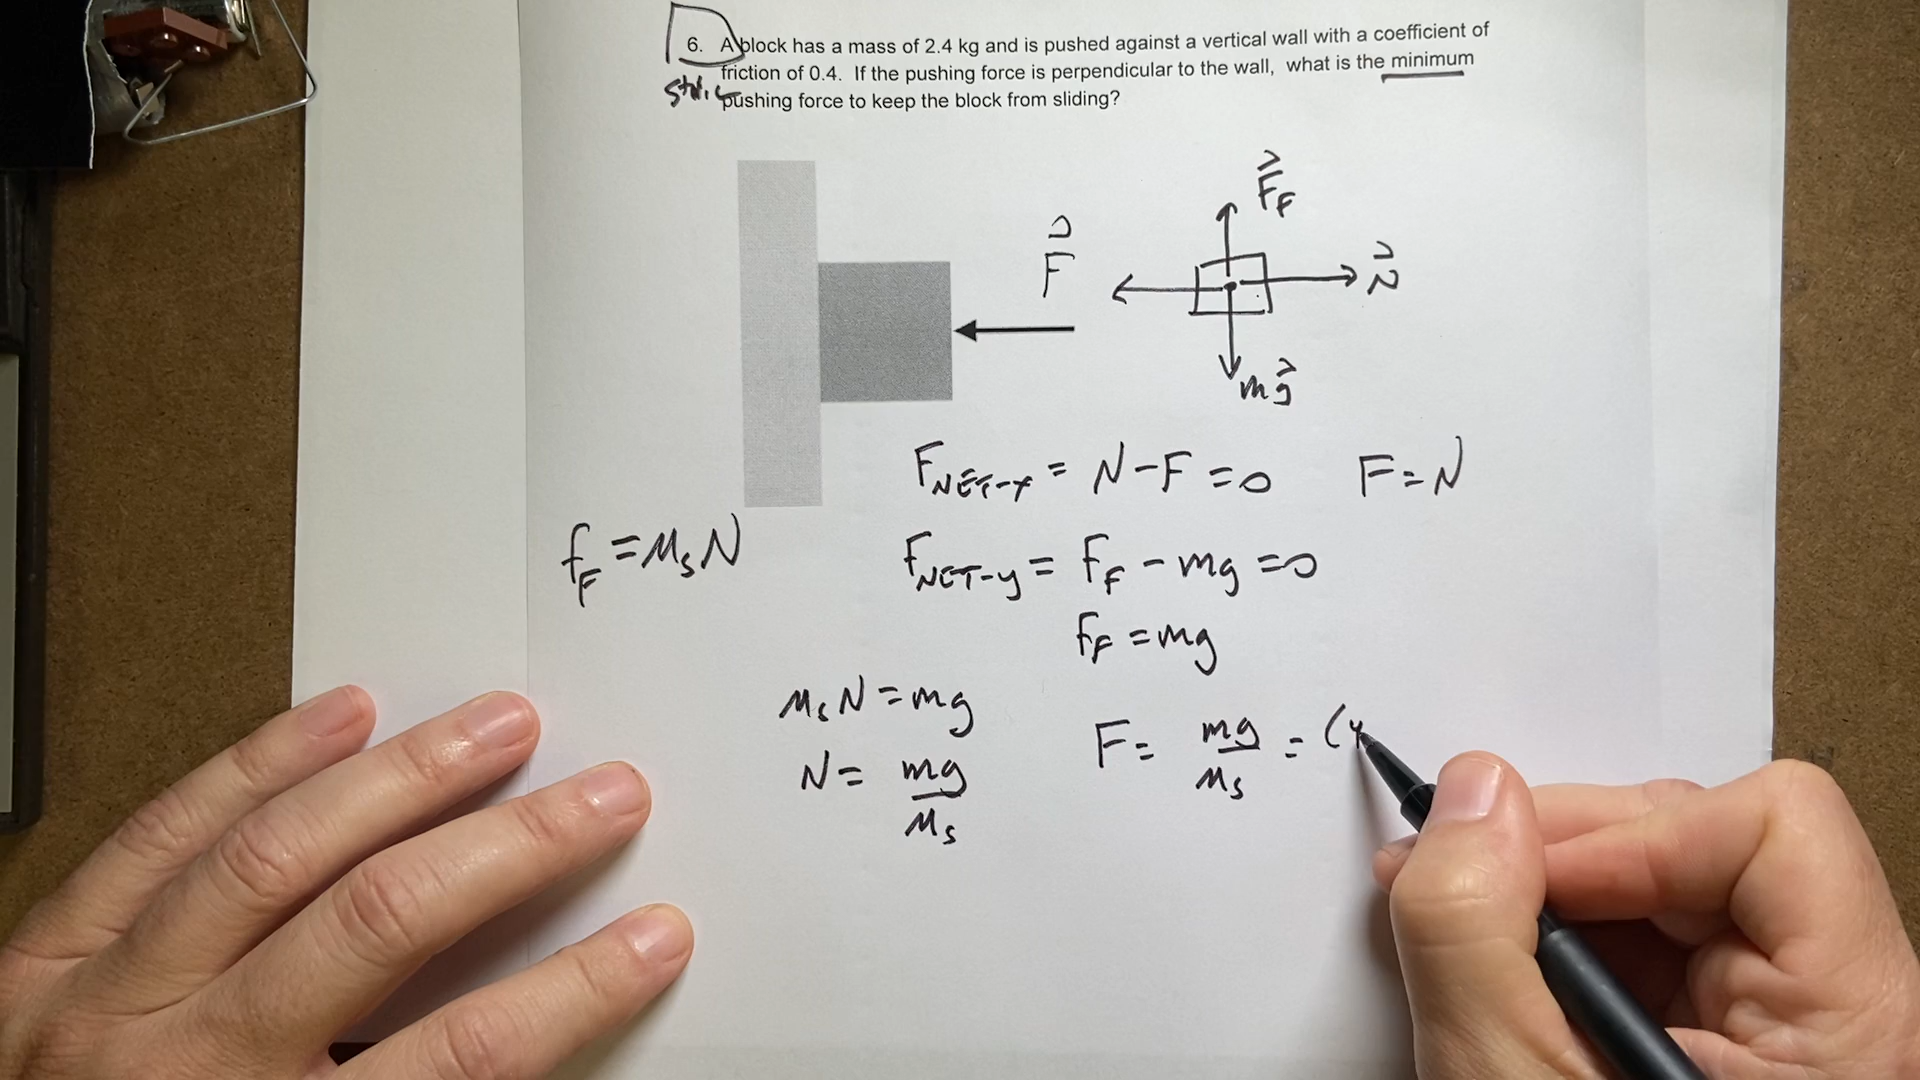 6. A block has a mass of 2.4 kg and is pushed against a vertical wall with a coefficient of
friction of 0.4. If the pushing force is perpendicular to the wall, what is the minimum
pushing force to keep the block from sliding?
F⃗
F⃗_F
N⃗
mg⃗
F_NET-x = N - F = 0 F = N
f_F = μ_s N
F_NET-y = F_F - mg = 0
F_F = mg
μ_s N = mg
N = mg/μ_s
F = mg/μ_s = (